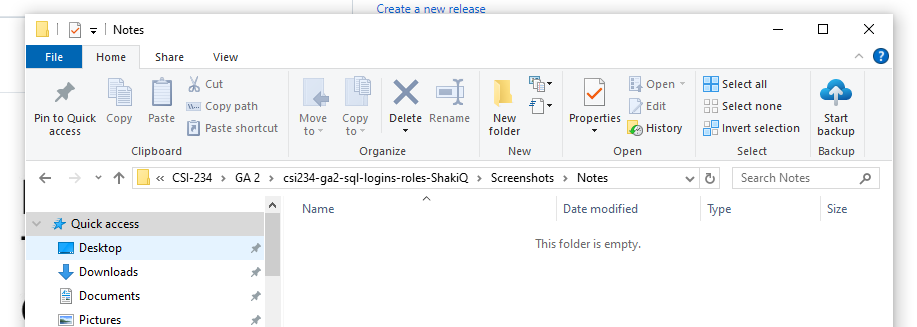 Create a new release
Notes
File Home Share View
Pin to Quick access
Copy
Paste
Cut
Copy path
Paste shortcut
Clipboard
Move to
Copy to
Delete
Rename
Organize
New folder
New
Properties
Open
Edit
History
Open
Select all
Select none
Invert selection
Select
Start backup
Backup
« CSI-234 > GA 2 > csi234-ga2-sql-logins-roles-ShakiQ > Screenshots > Notes
Search Notes
Quick access
Desktop
Downloads
Documents
Pictures
Name Date modified Type Size
This folder is empty.